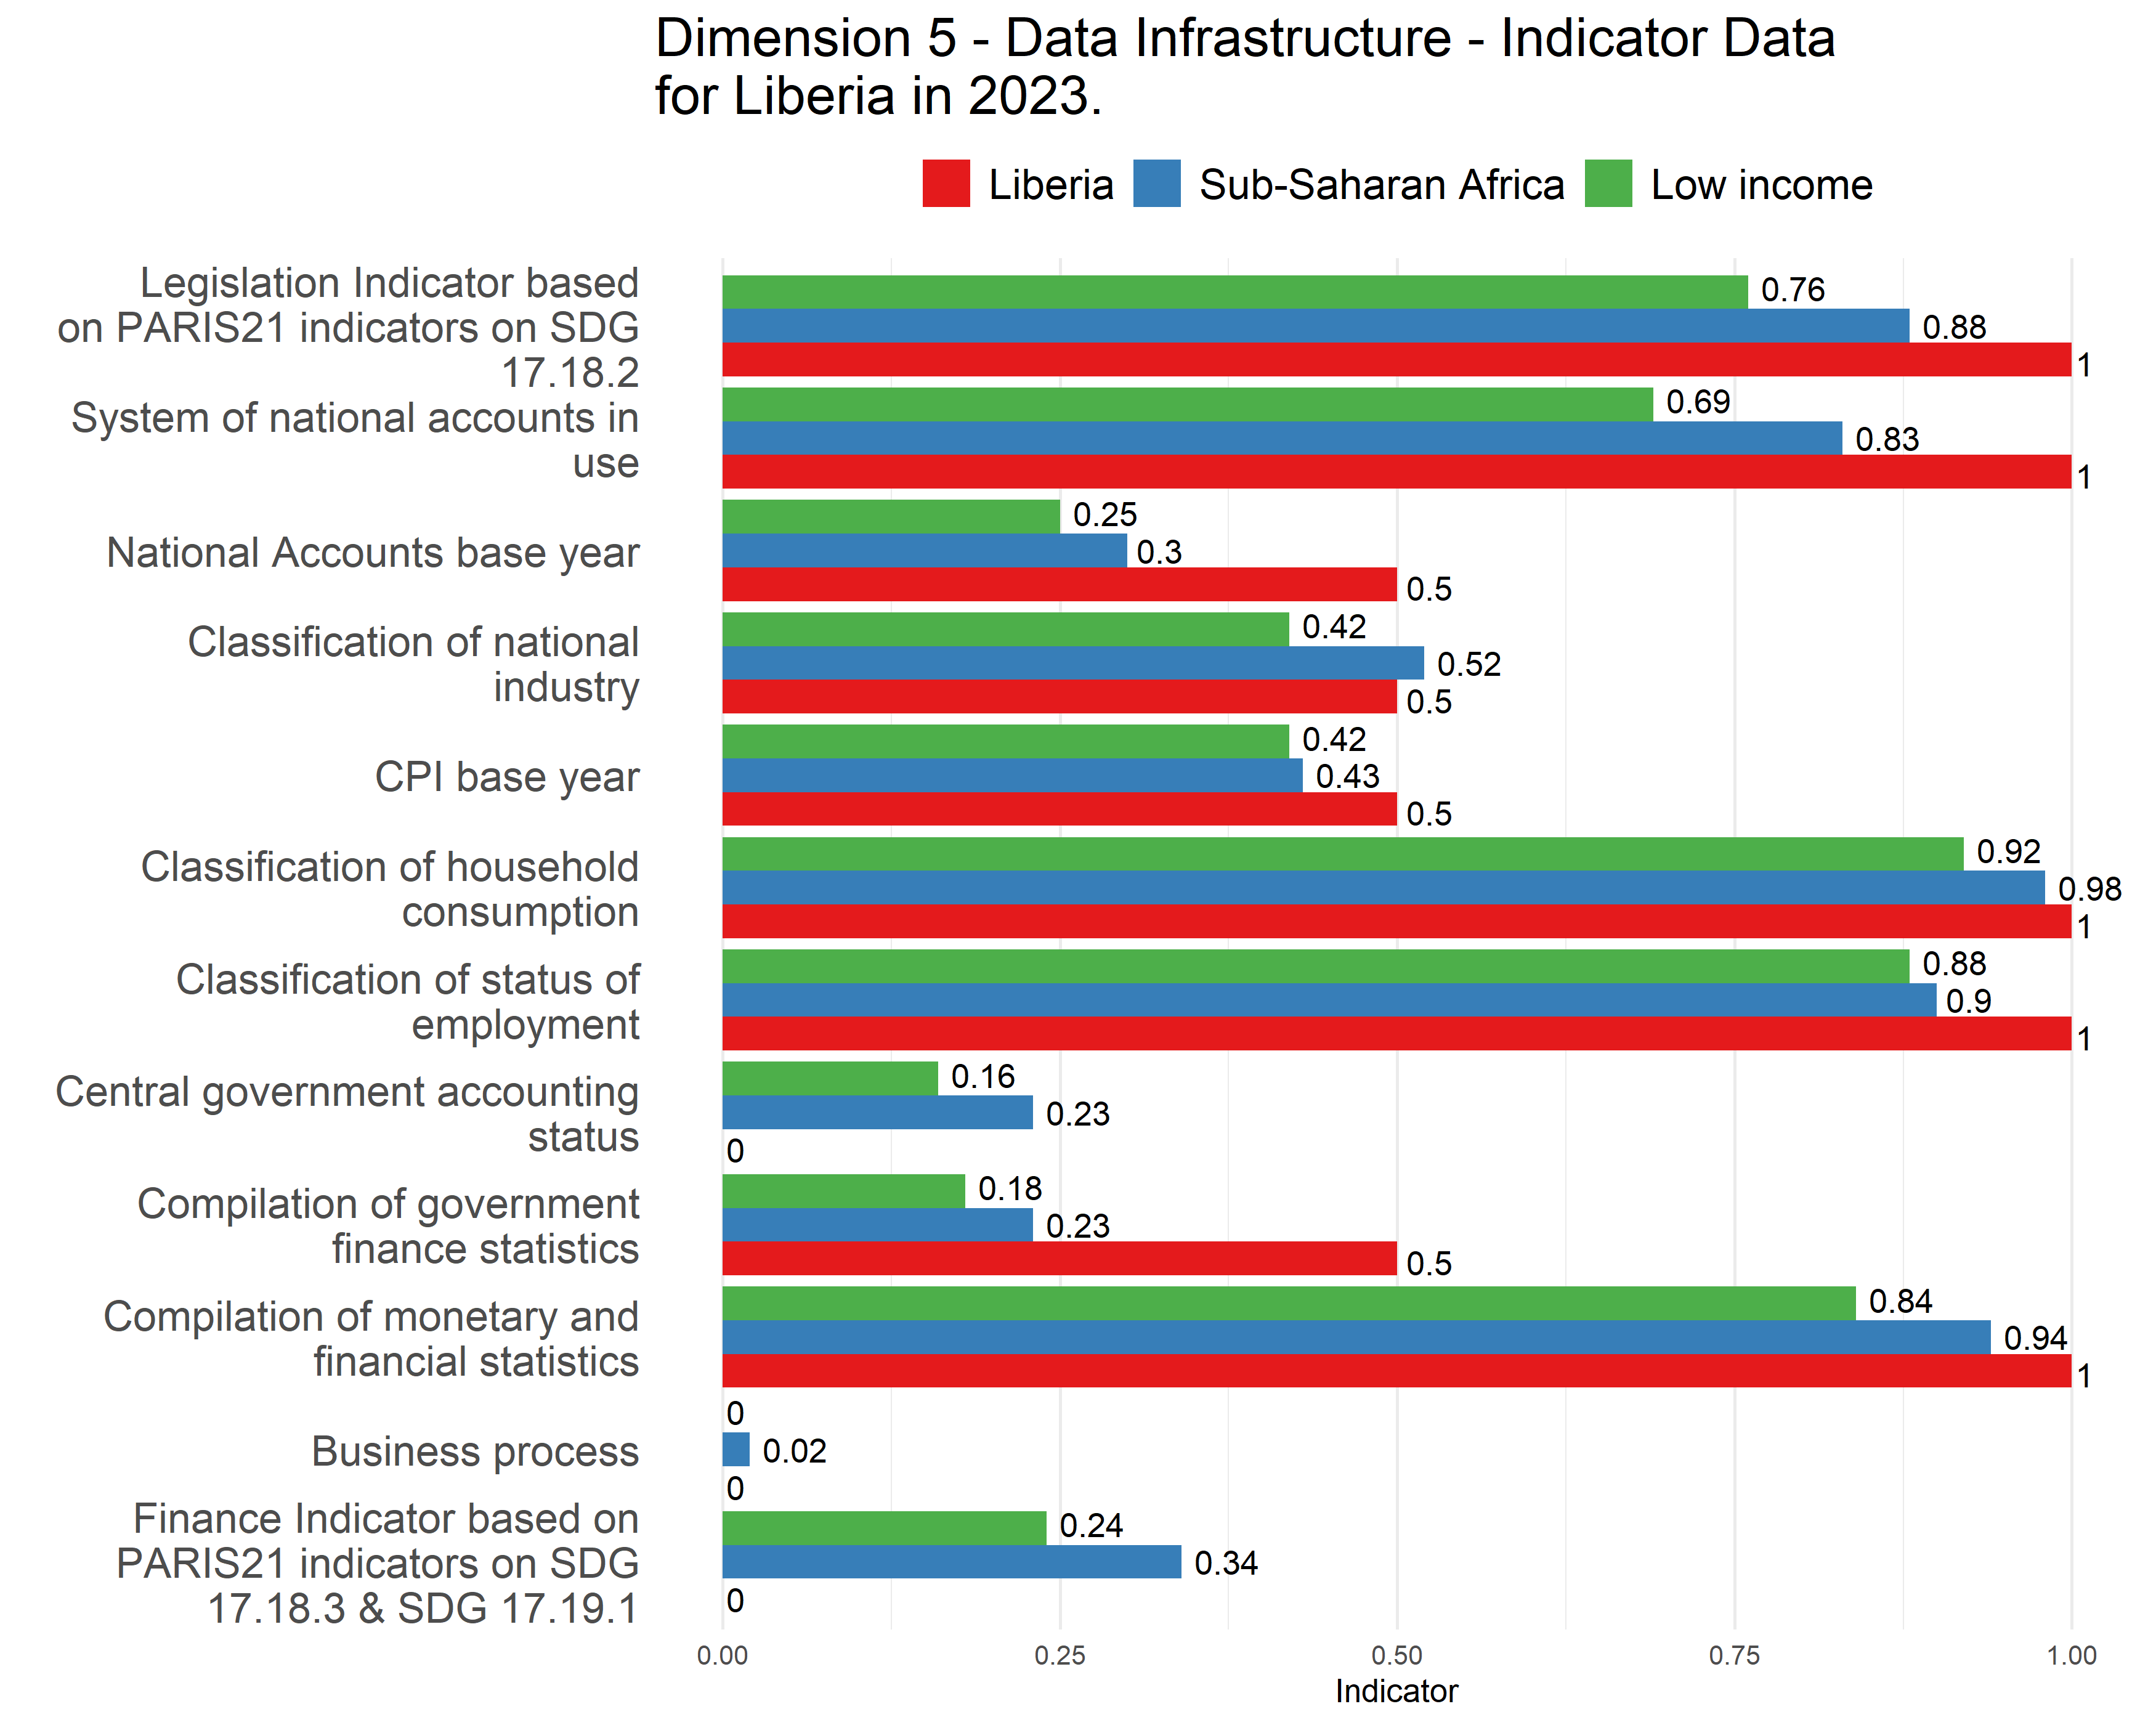 Dimension 5 - Data Infrastructure - Indicator Data
for Liberia in 2023.
Liberia
Sub-Saharan Africa
Low income
Legislation Indicator based
on PARIS21 indicators on SDG
17.18.2
0.76
0.88
1
System of national accounts in
use
0.69
0.83
1
National Accounts base year
0.25
0.3
0.5
Classification of national
industry
0.42
0.52
0.5
CPI base year
0.42
0.43
0.5
Classification of household
consumption
0.92
0.98
1
Classification of status of
employment
0.88
0.9
1
Central government accounting
status
0.16
0.23
0
Compilation of government
finance statistics
0.18
0.23
0.5
Compilation of monetary and
financial statistics
0.84
0.94
1
Business process
0
0.02
0
Finance Indicator based on
PARIS21 indicators on SDG
17.18.3 & SDG 17.19.1
0.24
0.34
0
0.00
0.25
0.50
0.75
1.00
Indicator